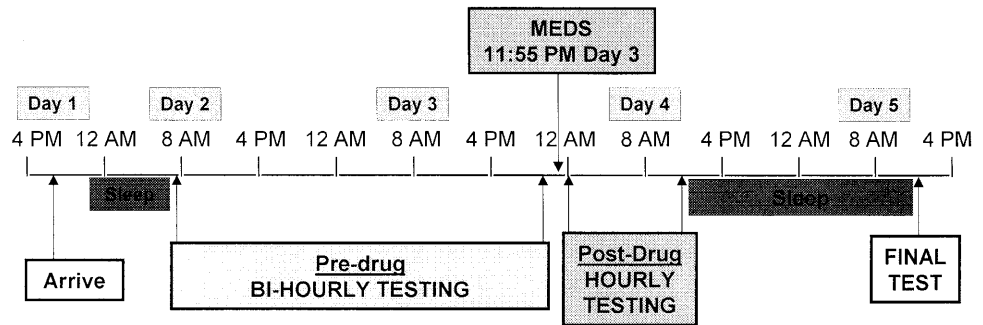 MEDS
11:55 PM Day 3
Day 1 Day 2 Day 3 Day 4 Day 5
4 PM 12 AM 8 AM 4 PM 12 AM 8 AM 4 PM 12 AM 8 AM 4 PM 12 AM 8 AM 4 PM
Sleep Sleep
Arrive
Pre-drug
BI-HOURLY TESTING
Post-Drug
HOURLY
TESTING
FINAL
TEST